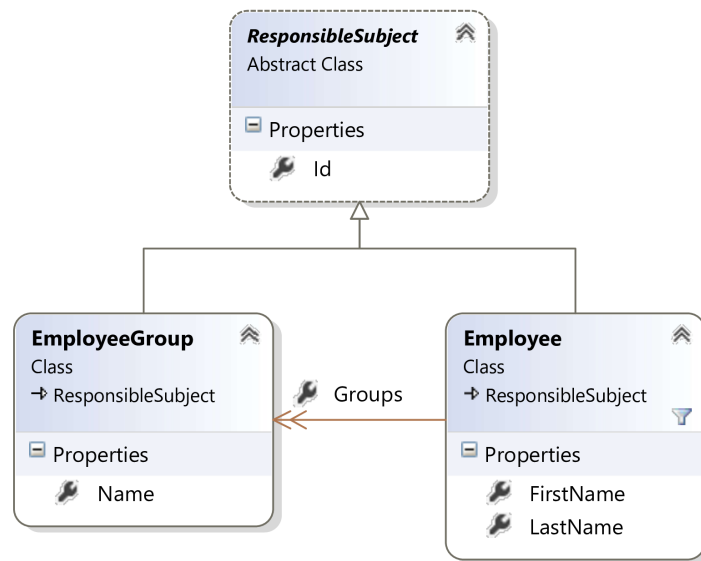 ResponsibleSubject
Abstract Class
Properties
Id
EmployeeGroup
Class
ResponsibleSubject
Properties
Name
Groups
Employee
Class
ResponsibleSubject
Properties
FirstName
LastName